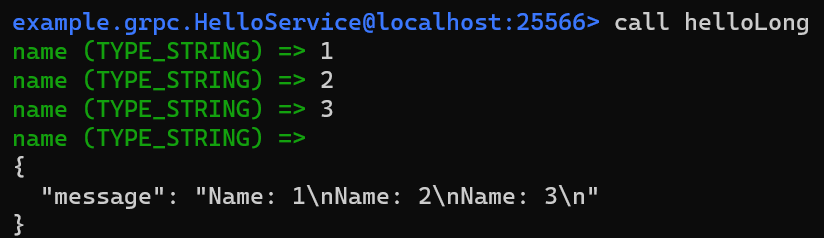 example.grpc.HelloService@localhost:25566> call helloLong
name (TYPE_STRING) => 1
name (TYPE_STRING) => 2
name (TYPE_STRING) => 3
name (TYPE_STRING) =>
{
  "message": "Name: 1\nName: 2\nName: 3\n"
}